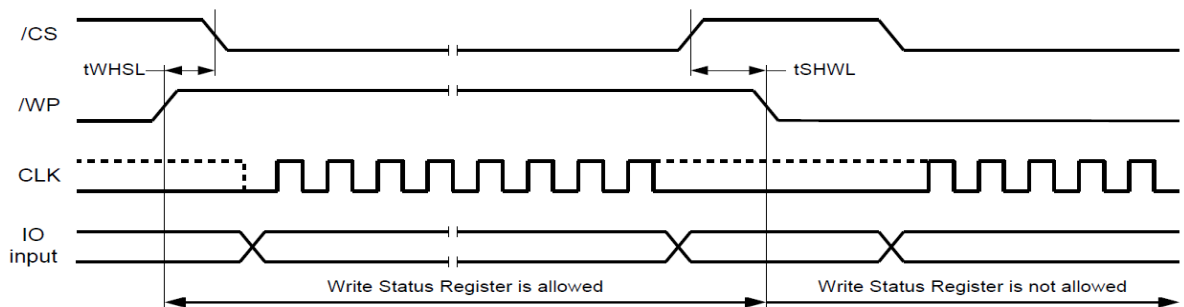 /CS
tWHSL
tSHWL
/WP
CLK
IO
input
Write Status Register is allowed
Write Status Register is not allowed